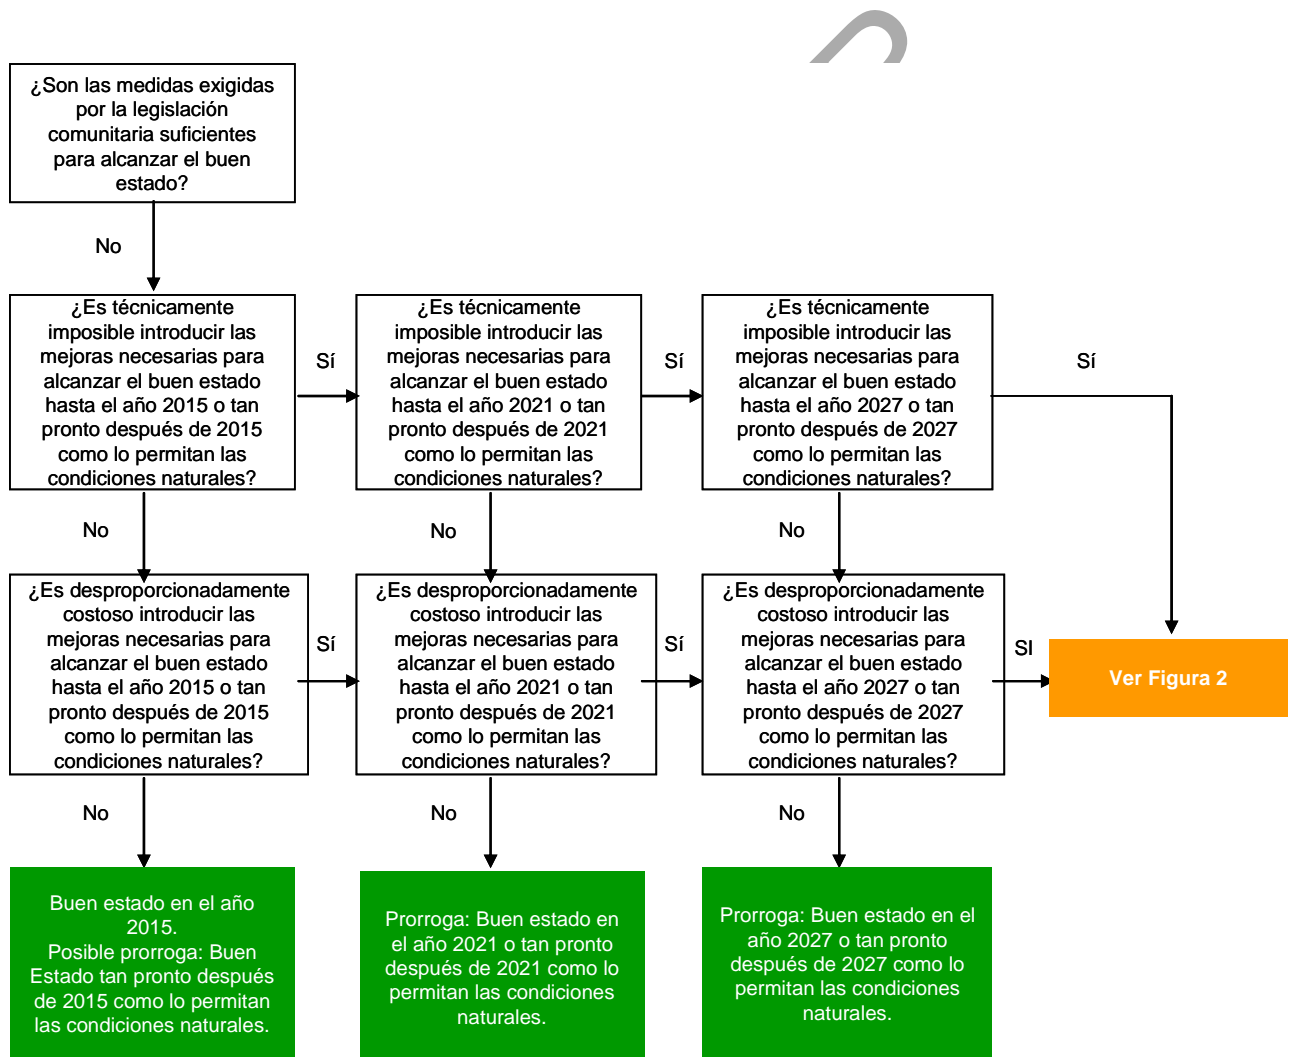 ¿Son las medidas exigidas
por la legislación
comunitaria suficientes
para alcanzar el buen
estado?
No
¿Es técnicamente
imposible introducir las
mejoras necesarias para
alcanzar el buen estado
hasta el año 2015 o tan
pronto después de 2015
como lo permitan las
condiciones naturales?
Sí
¿Es técnicamente
imposible introducir las
mejoras necesarias para
alcanzar el buen estado
hasta el año 2021 o tan
pronto después de 2021
como lo permitan las
condiciones naturales?
Sí
¿Es técnicamente
imposible introducir las
mejoras necesarias para
alcanzar el buen estado
hasta el año 2027 o tan
pronto después de 2027
como lo permitan las
condiciones naturales?
Sí
No
No
No
¿Es desproporcionadamente
costoso introducir las
mejoras necesarias para
alcanzar el buen estado
hasta el año 2015 o tan
pronto después de 2015
como lo permitan las
condiciones naturales?
Sí
¿Es desproporcionadamente
costoso introducir las
mejoras necesarias para
alcanzar el buen estado
hasta el año 2021 o tan
pronto después de 2021
como lo permitan las
condiciones naturales?
Sí
¿Es desproporcionadamente
costoso introducir las
mejoras necesarias para
alcanzar el buen estado
hasta el año 2027 o tan
pronto después de 2027
como lo permitan las
condiciones naturales?
SI
Ver Figura 2
No
No
No
Buen estado en el año
2015.
Posible prorroga: Buen
Estado tan pronto después
de 2015 como lo permitan
las condiciones naturales.
Prorroga: Buen estado en
el año 2021 o tan pronto
después de 2021 como lo
permitan las condiciones
naturales.
Prorroga: Buen estado en el
año 2027 o tan pronto
después de 2027 como lo
permitan las condiciones
naturales.